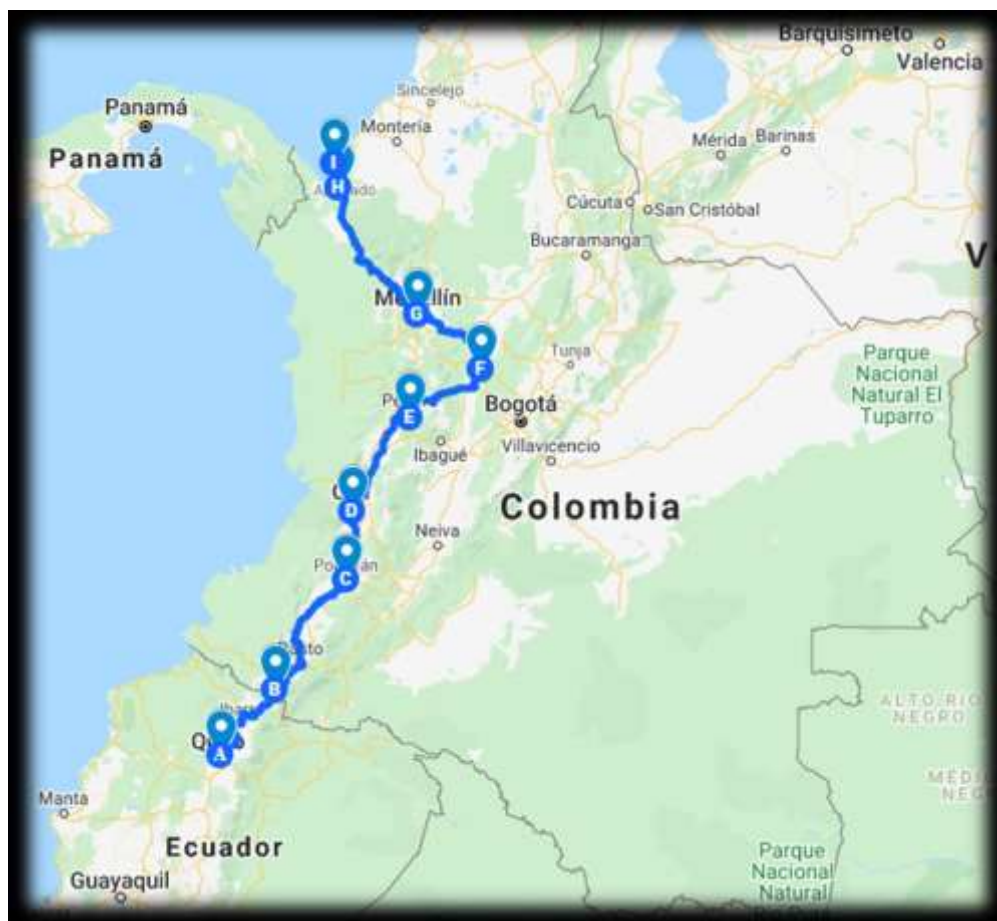 Barquisimeto
Valencia
Panamá
Sincelejo
Montería
Panamá
Mérida
Barinas
I
H
Cúcuta
San Cristóbal
Bucaramanga
V
G
Tunja
Parque
Nacional
Natural El
Tuparro
F
E
Bogotá
Ibagué
Villavicencio
D
Colombia
Neiva
C
B
ALTO RIO
NEGRO
A
Manta
Ecuador
Parque
Nacional
Natural
Guayaquil